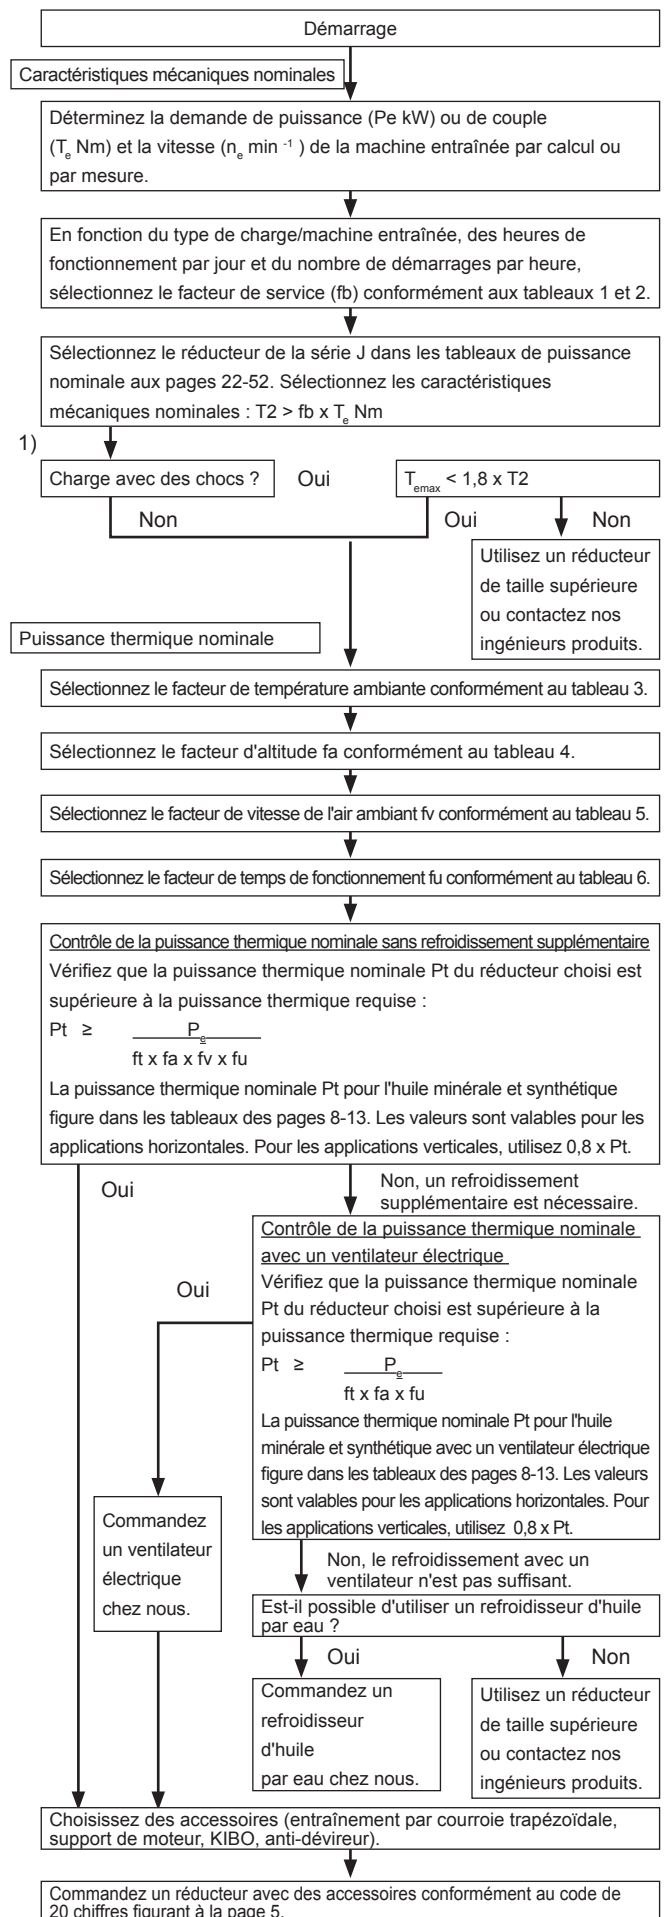 Démarrage
Caractéristiques mécaniques nominales
Déterminez la demande de puissance (Pe kW) ou de couple
(Te Nm) et la vitesse (ne min -1 ) de la machine entraînée par calcul ou
par mesure.
En fonction du type de charge/machine entraînée, des heures de
fonctionnement par jour et du nombre de démarrages par heure,
sélectionnez le facteur de service (fb) conformément aux tableaux 1 et 2.
Sélectionnez le réducteur de la série J dans les tableaux de puissance
nominale aux pages 22-52. Sélectionnez les caractéristiques
mécaniques nominales : T2 > fb x Te Nm
1)
Charge avec des chocs ?
Oui
Temax < 1,8 x T2
Non
Oui
Non
Utilisez un réducteur
de taille supérieure
ou contactez nos
ingénieurs produits.
Puissance thermique nominale
Sélectionnez le facteur de température ambiante conformément au tableau 3.
Sélectionnez le facteur d'altitude fa conformément au tableau 4.
Sélectionnez le facteur de vitesse de l'air ambiant fv conformément au tableau 5.
Sélectionnez le facteur de temps de fonctionnement fu conformément au tableau 6.
Contrôle de la puissance thermique nominale sans refroidissement supplémentaire
Vérifiez que la puissance thermique nominale Pt du réducteur choisi est
supérieure à la puissance thermique requise :
Pt ≥ Pe
ft x fa x fv x fu
La puissance thermique nominale Pt pour l'huile minérale et synthétique
figure dans les tableaux des pages 8-13. Les valeurs sont valables pour les
applications horizontales. Pour les applications verticales, utilisez 0,8 x Pt.
Oui
Non, un refroidissement
supplémentaire est nécessaire.
Contrôle de la puissance thermique nominale
avec un ventilateur électrique
Vérifiez que la puissance thermique nominale
Pt du réducteur choisi est supérieure à la
puissance thermique requise :
Pt ≥ Pe
ft x fa x fu
La puissance thermique nominale Pt pour l'huile
minérale et synthétique avec un ventilateur électrique
figure dans les tableaux des pages 8-13. Les valeurs
sont valables pour les applications horizontales. Pour
les applications verticales, utilisez 0,8 x Pt.
Oui
Commandez
un ventilateur
électrique
chez nous.
Non, le refroidissement avec un
ventilateur n'est pas suffisant.
Est-il possible d'utiliser un refroidisseur d'huile
par eau ?
Oui
Non
Commandez un
refroidisseur
d'huile
par eau chez nous.
Utilisez un réducteur
de taille supérieure
ou contactez nos
ingénieurs produits.
Choisissez des accessoires (entraînement par courroie trapézoïdale,
support de moteur, KIBO, anti-dévireur).
Commandez un réducteur avec des accessoires conformément au code de
20 chiffres figurant à la page 5.